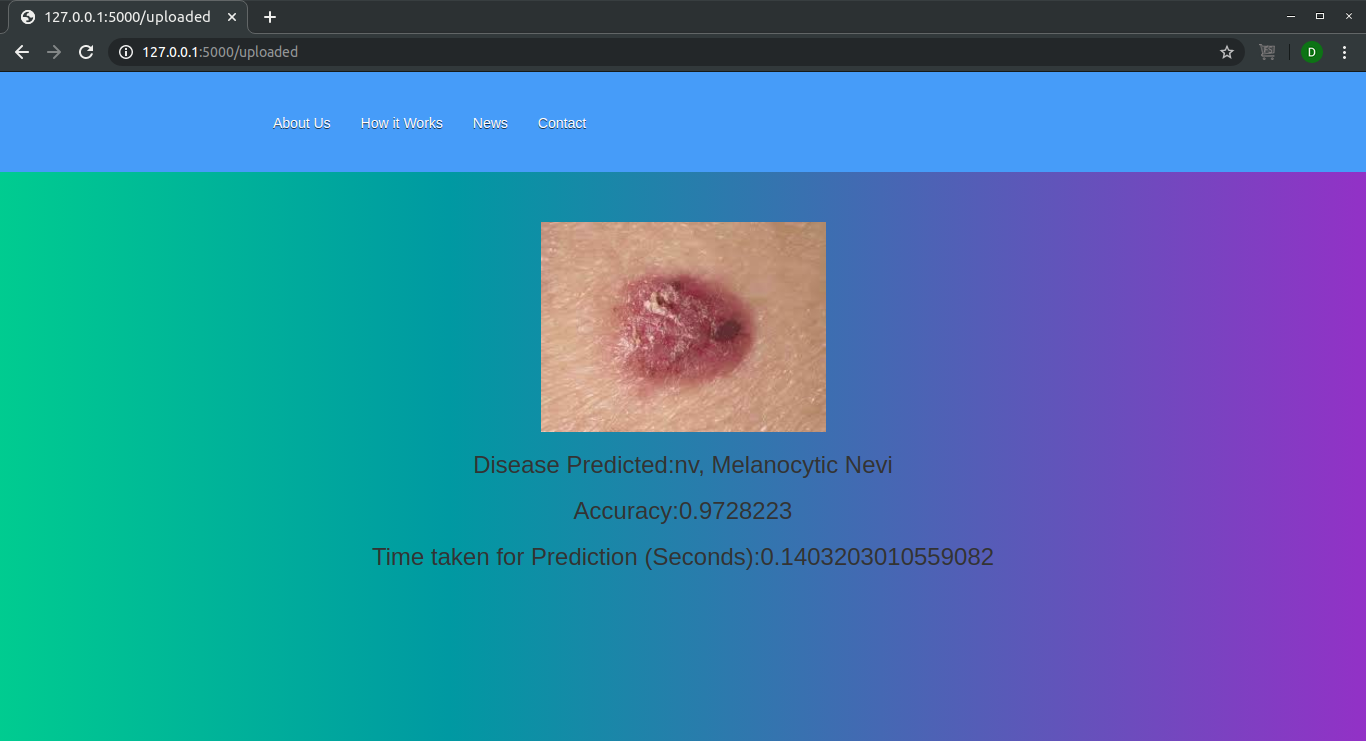 127.0.0.1:5000/uploaded
127.0.0.1:5000/uploaded
D
About Us How it Works News Contact
Disease Predicted:nv, Melanocytic Nevi
Accuracy:0.9728223
Time taken for Prediction (Seconds):0.1403203010559082